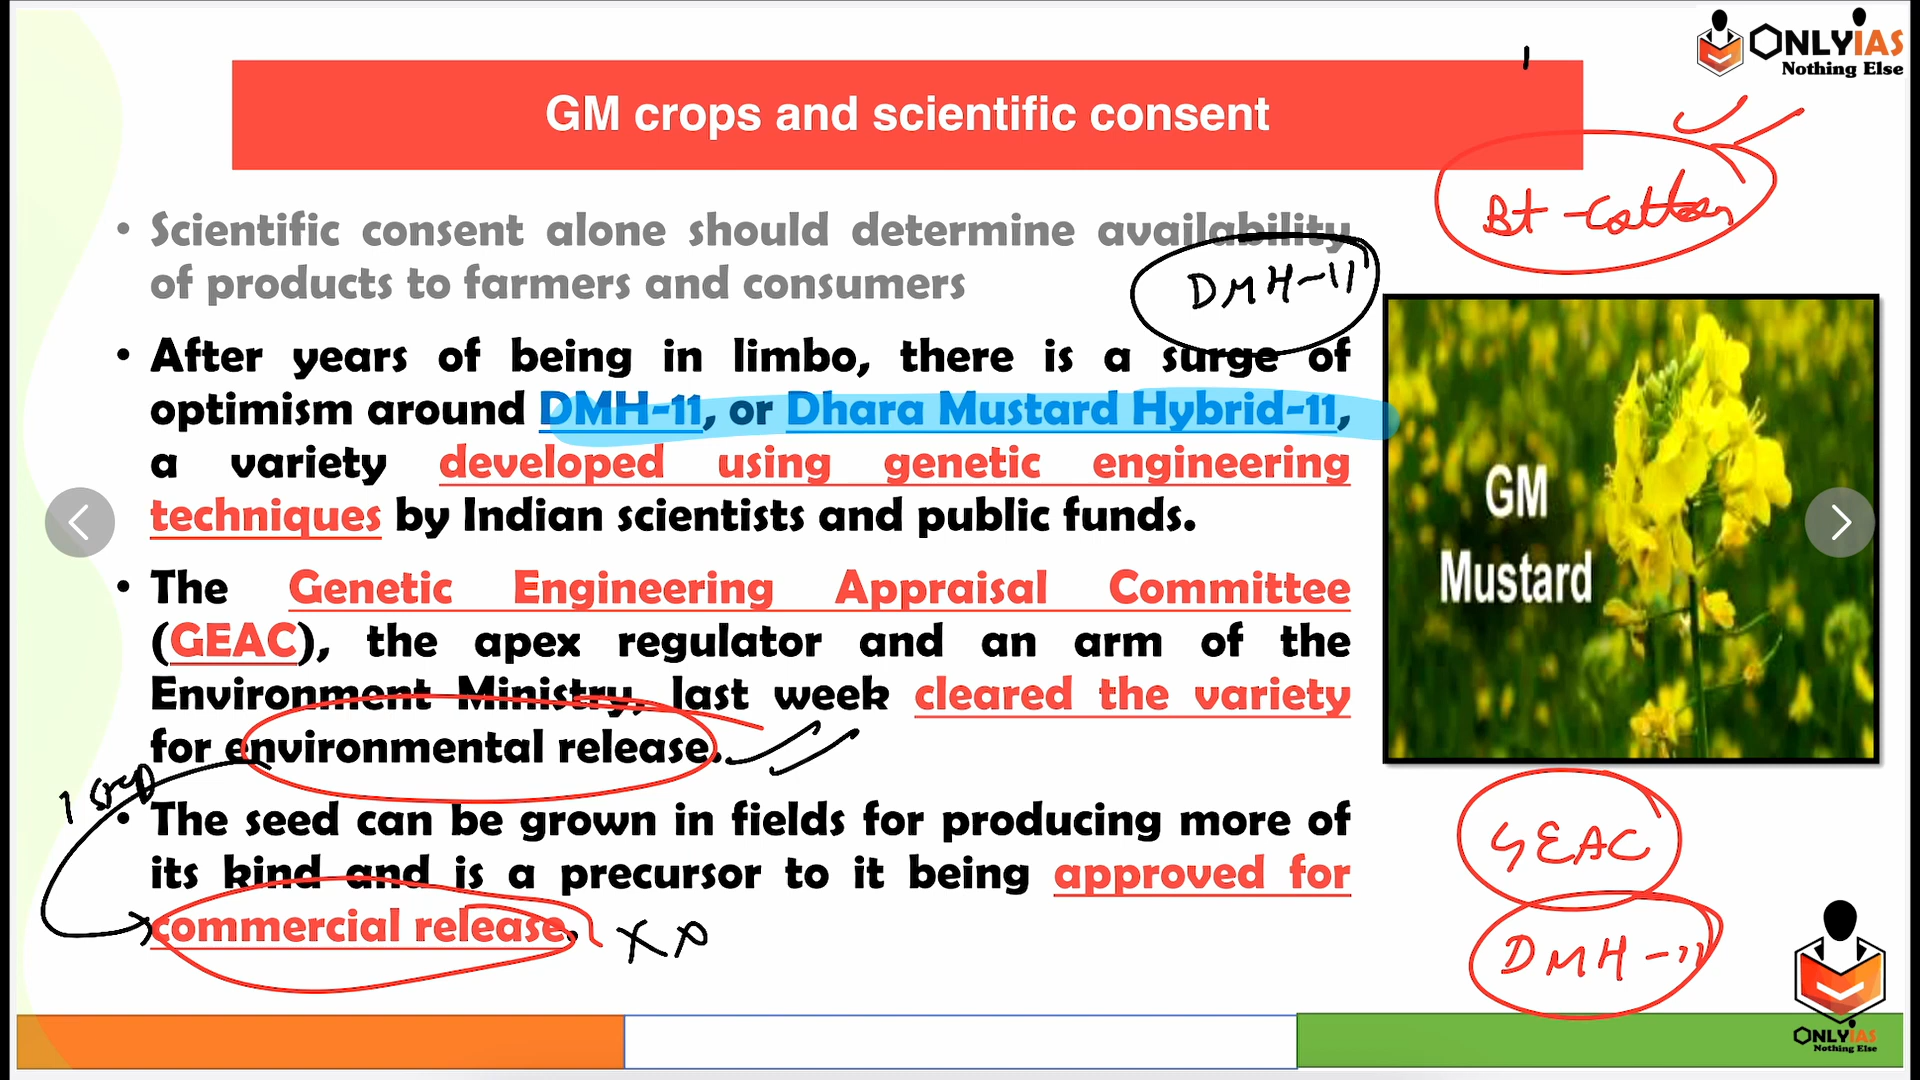 ONLYIAS
Nothing Else
GM crops and scientific consent
Bt-Cotton
• Scientific consent alone should determine availability
of products to farmers and consumers
DMH-11
• After years of being in limbo, there is a surge of
optimism around DMH-11, or Dhara Mustard Hybrid-11,
a variety developed using genetic engineering
techniques by Indian scientists and public funds.
GM
Mustard
• The Genetic Engineering Appraisal Committee
(GEAC), the apex regulator and an arm of the
Environment Ministry, last week cleared the variety
for environmental release.
• The seed can be grown in fields for producing more of
its kind and is a precursor to it being approved for
commercial release.
GEAC
DMH-11
ONLYIAS
Nothing Else